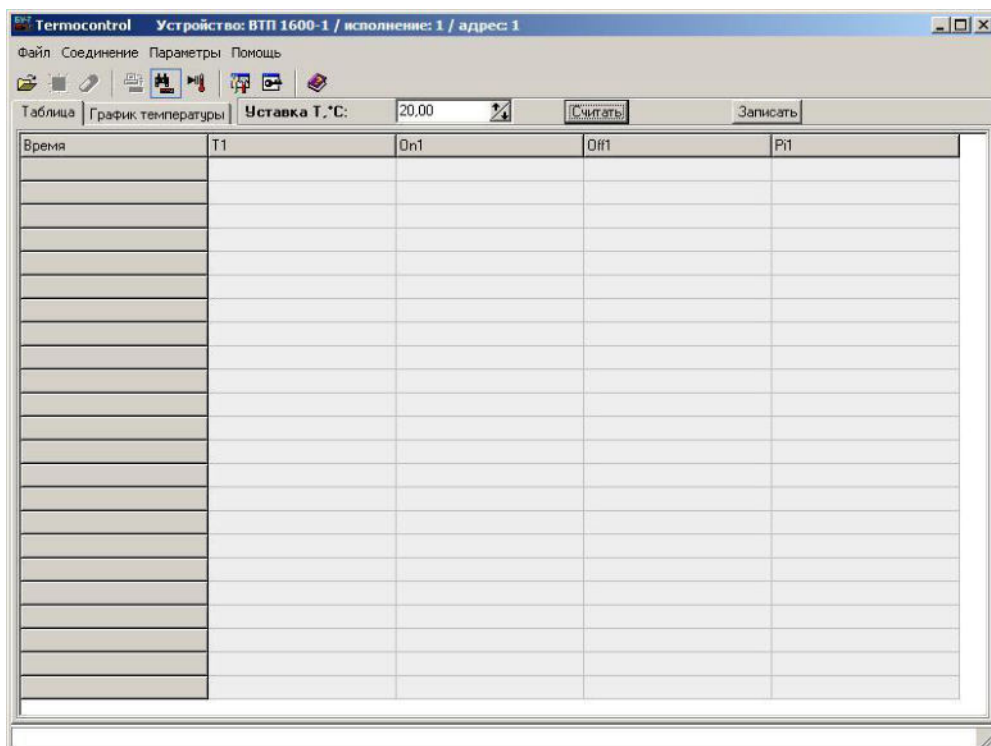 Termocontrol Устройство: ВТП 1600-1 / исполнение: 1 / адрес: 1
Файл Соединение Параметры Помощь
Таблица График температуры Уставка Т,°С: 20,00 Считать Записать
Время T1 On1 Off1 Pi1